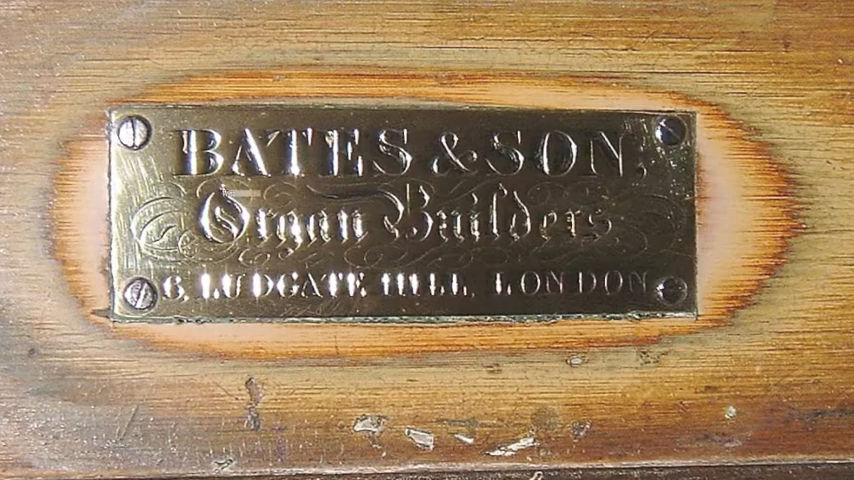 BATES & SON,
Organ Builders
6, LUDGATE HILL, LONDON